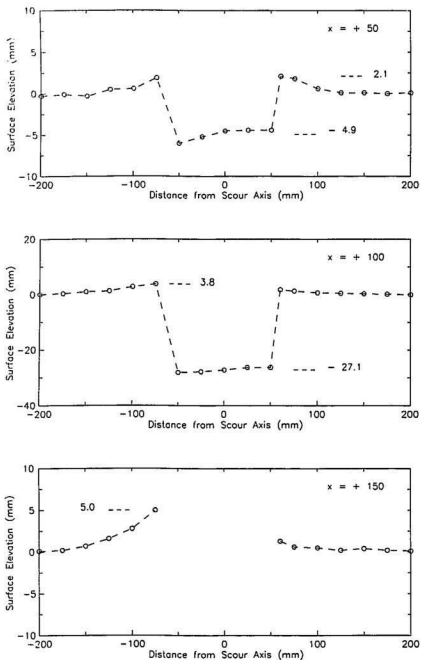 10
x = + 50
5
2.1
0
-5
- 4.9
-10
-200 -100 0 100 200
Surface Elevation (mm)
Distance from Scour Axis (mm)
20
x = + 100
3.8
0
-20
- 27.1
-40
-200 -100 0 100 200
Surface Elevation (mm)
Distance from Scour Axis (mm)
10
x = + 150
5.0
5
0
-5
-10
-200 -100 0 100 200
Surface Elevation (mm)
Distance from Scour Axis (mm)